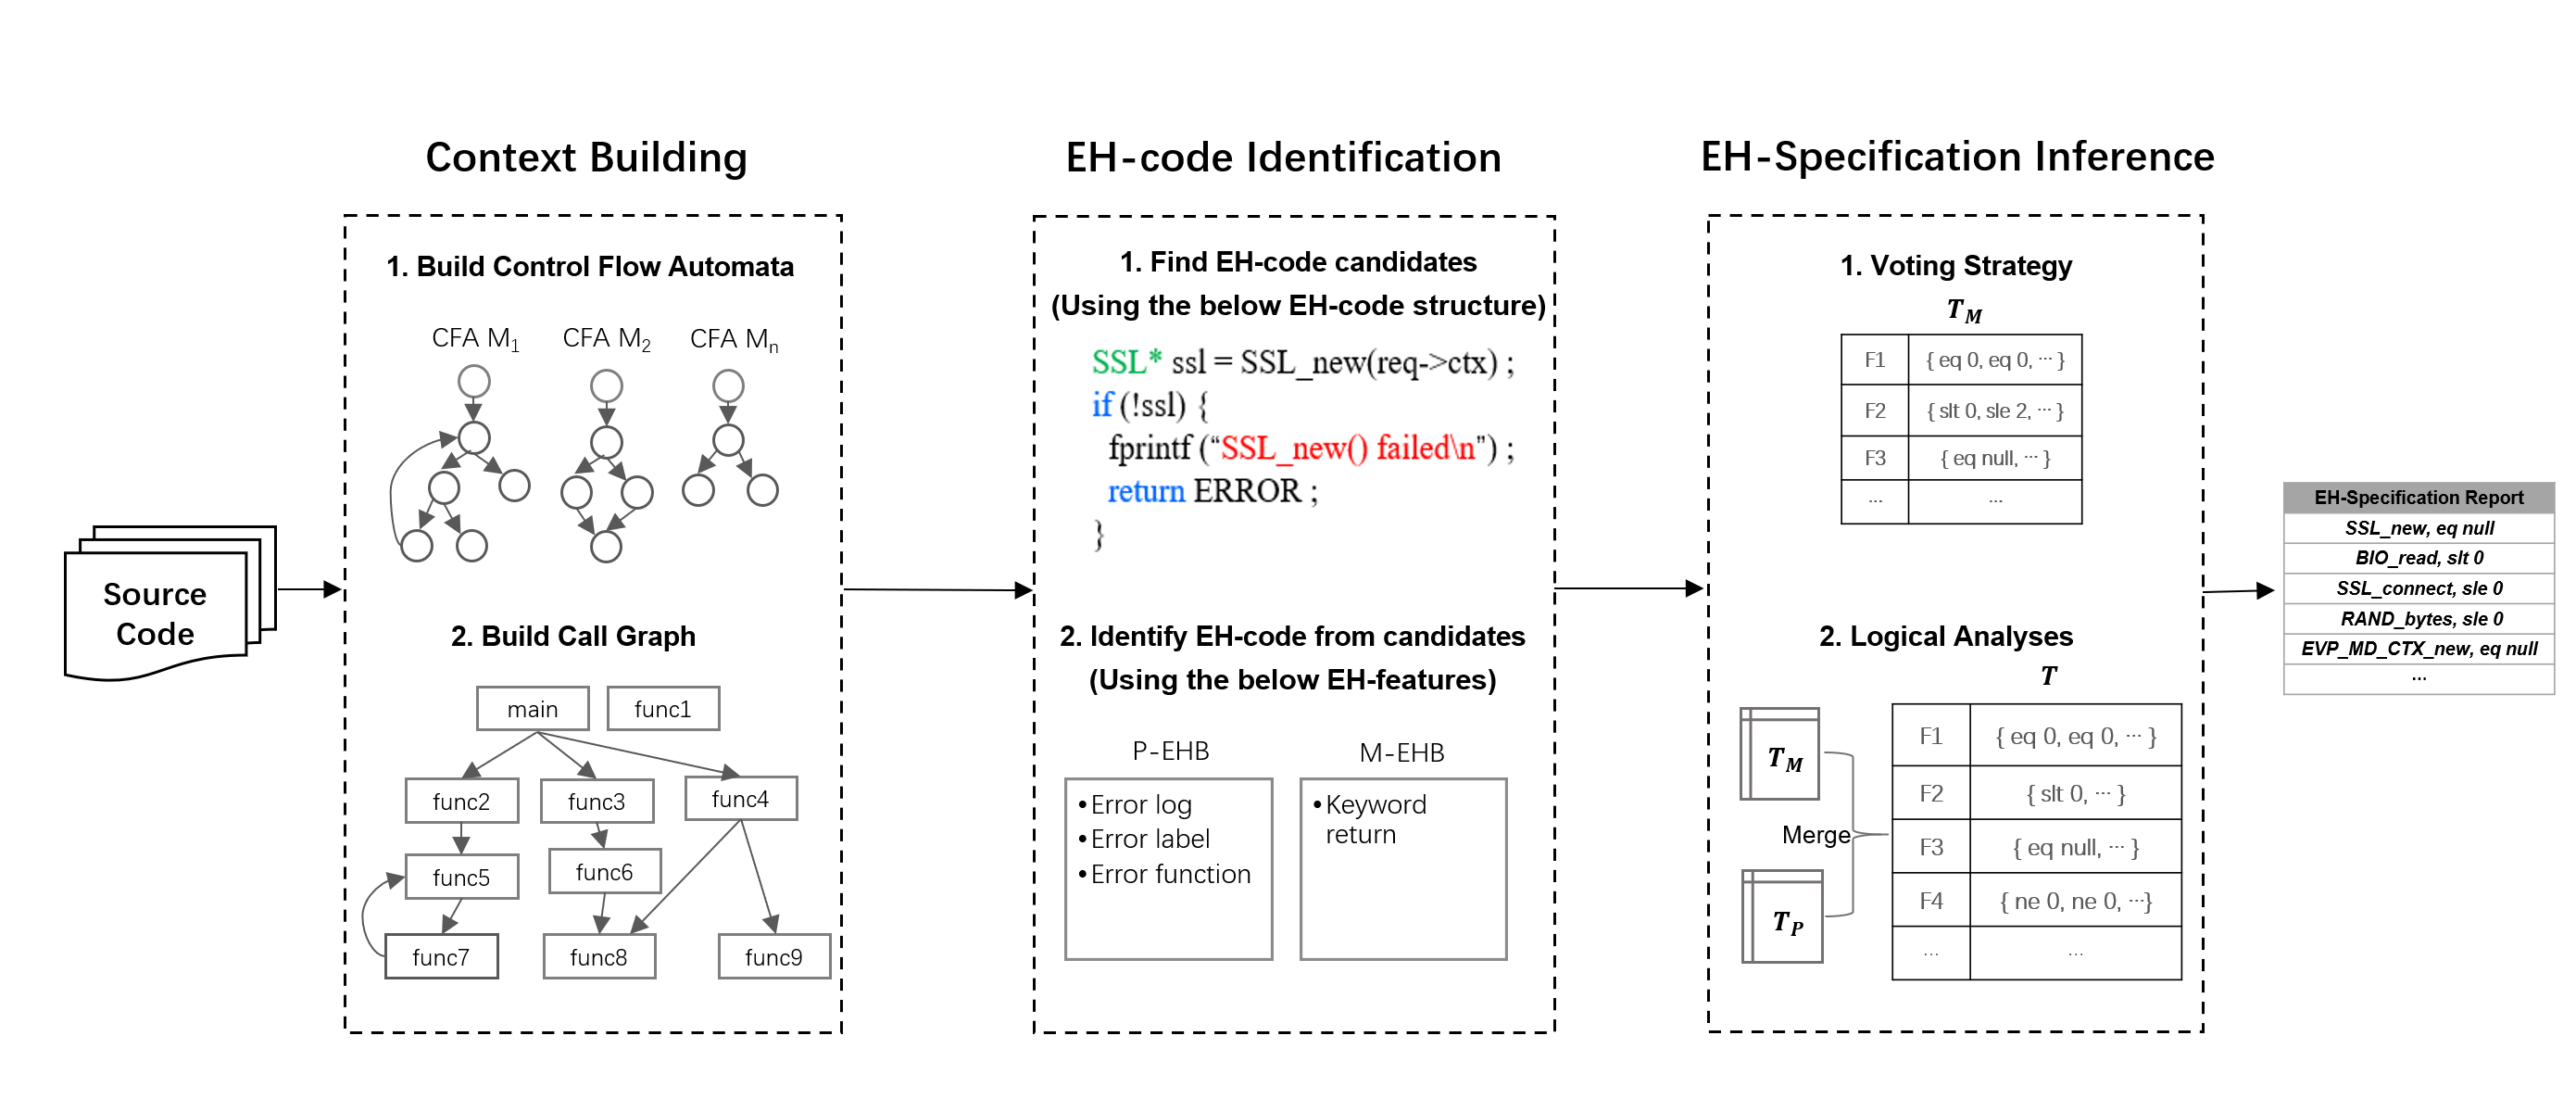 Context Building
EH-code Identification
EH-Specification Inference
Source
Code
1. Build Control Flow Automata
CFA M1
CFA M2
CFA Mn
2. Build Call Graph
main
func1
func2
func3
func4
func5
func6
func7
func8
func9
1. Find EH-code candidates
(Using the below EH-code structure)
SSL* ssl = SSL_new(req->ctx) ;
if (!ssl) {
fprintf (“SSL_new() failed\n”) ;
return ERROR ;
}
2. Identify EH-code from candidates
(Using the below EH-features)
P-EHB
•Error log
•Error label
•Error function
M-EHB
•Keyword
return
1. Voting Strategy
TM
F1 { eq 0, eq 0, ··· }
F2 { slt 0, sle 2, ··· }
F3 { eq null, ··· }
... ...
2. Logical Analyses
T
TM
Merge
TP
F1 { eq 0, eq 0, ··· }
F2 { slt 0, ··· }
F3 { eq null, ··· }
F4 { ne 0, ne 0, ···}
... ...
EH-Specification Report
SSL_new, eq null
BIO_read, slt 0
SSL_connect, sle 0
RAND_bytes, sle 0
EVP_MD_CTX_new, eq null
...